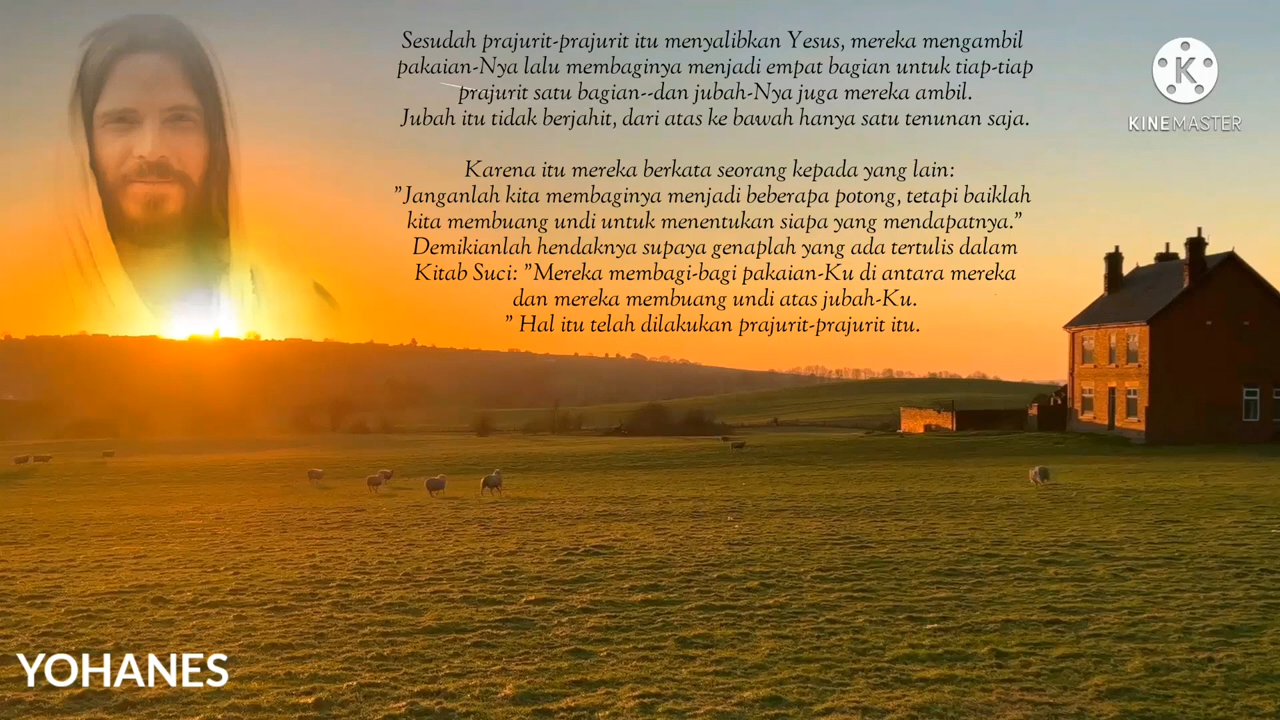 Sesudah prajurit-prajurit itu menyalibkan Yesus, mereka mengambil
pakaian-Nya lalu membaginya menjadi empat bagian untuk tiap-tiap
prajurit satu bagian--dan jubah-Nya juga mereka ambil.
Jubah itu tidak berjahit, dari atas ke bawah hanya satu tenunan saja.
Karena itu mereka berkata seorang kepada yang lain:
"Janganlah kita membaginya menjadi beberapa potong, tetapi baiklah
kita membuang undi untuk menentukan siapa yang mendapatnya."
Demikianlah hendaknya supaya genaplah yang ada tertulis dalam
Kitab Suci: "Mereka membagi-bagi pakaian-Ku di antara mereka
dan mereka membuang undi atas jubah-Ku.
" Hal itu telah dilakukan prajurit-prajurit itu.
K
KINEMASTER
YOHANES